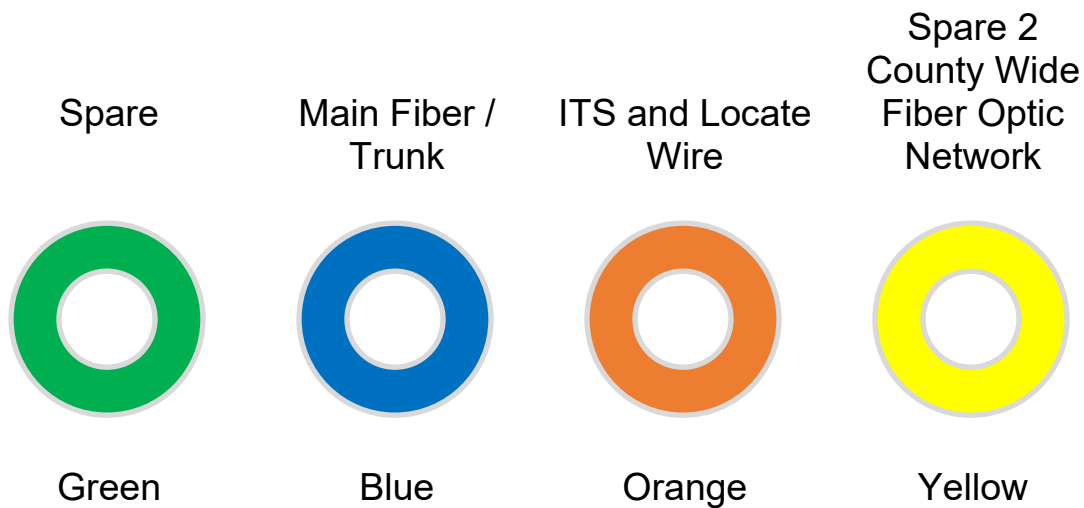 Spare
Main Fiber /
Trunk
ITS and Locate
Wire
Spare 2
County Wide
Fiber Optic
Network
Green
Blue
Orange
Yellow